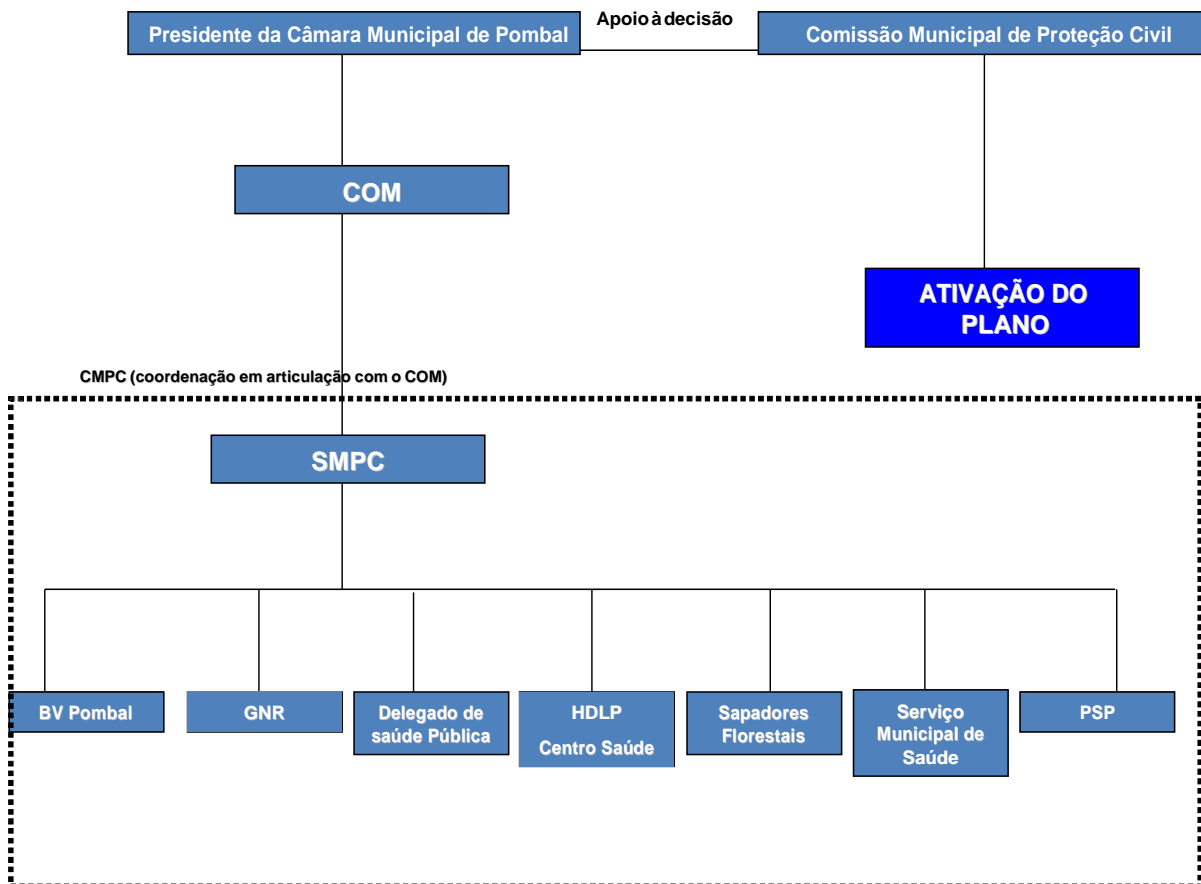 Apoio à decisão
Presidente da Câmara Municipal de Pombal
Comissão Municipal de Proteção Civil
COM
ATIVAÇÃO DO
PLANO
CMPC (coordenação em articulação com o COM)
SMPC
BV Pombal
GNR
Delegado de
saúde Pública
HDLP
Centro Saúde
Sapadores
Florestais
Serviço
Municipal de
Saúde
PSP